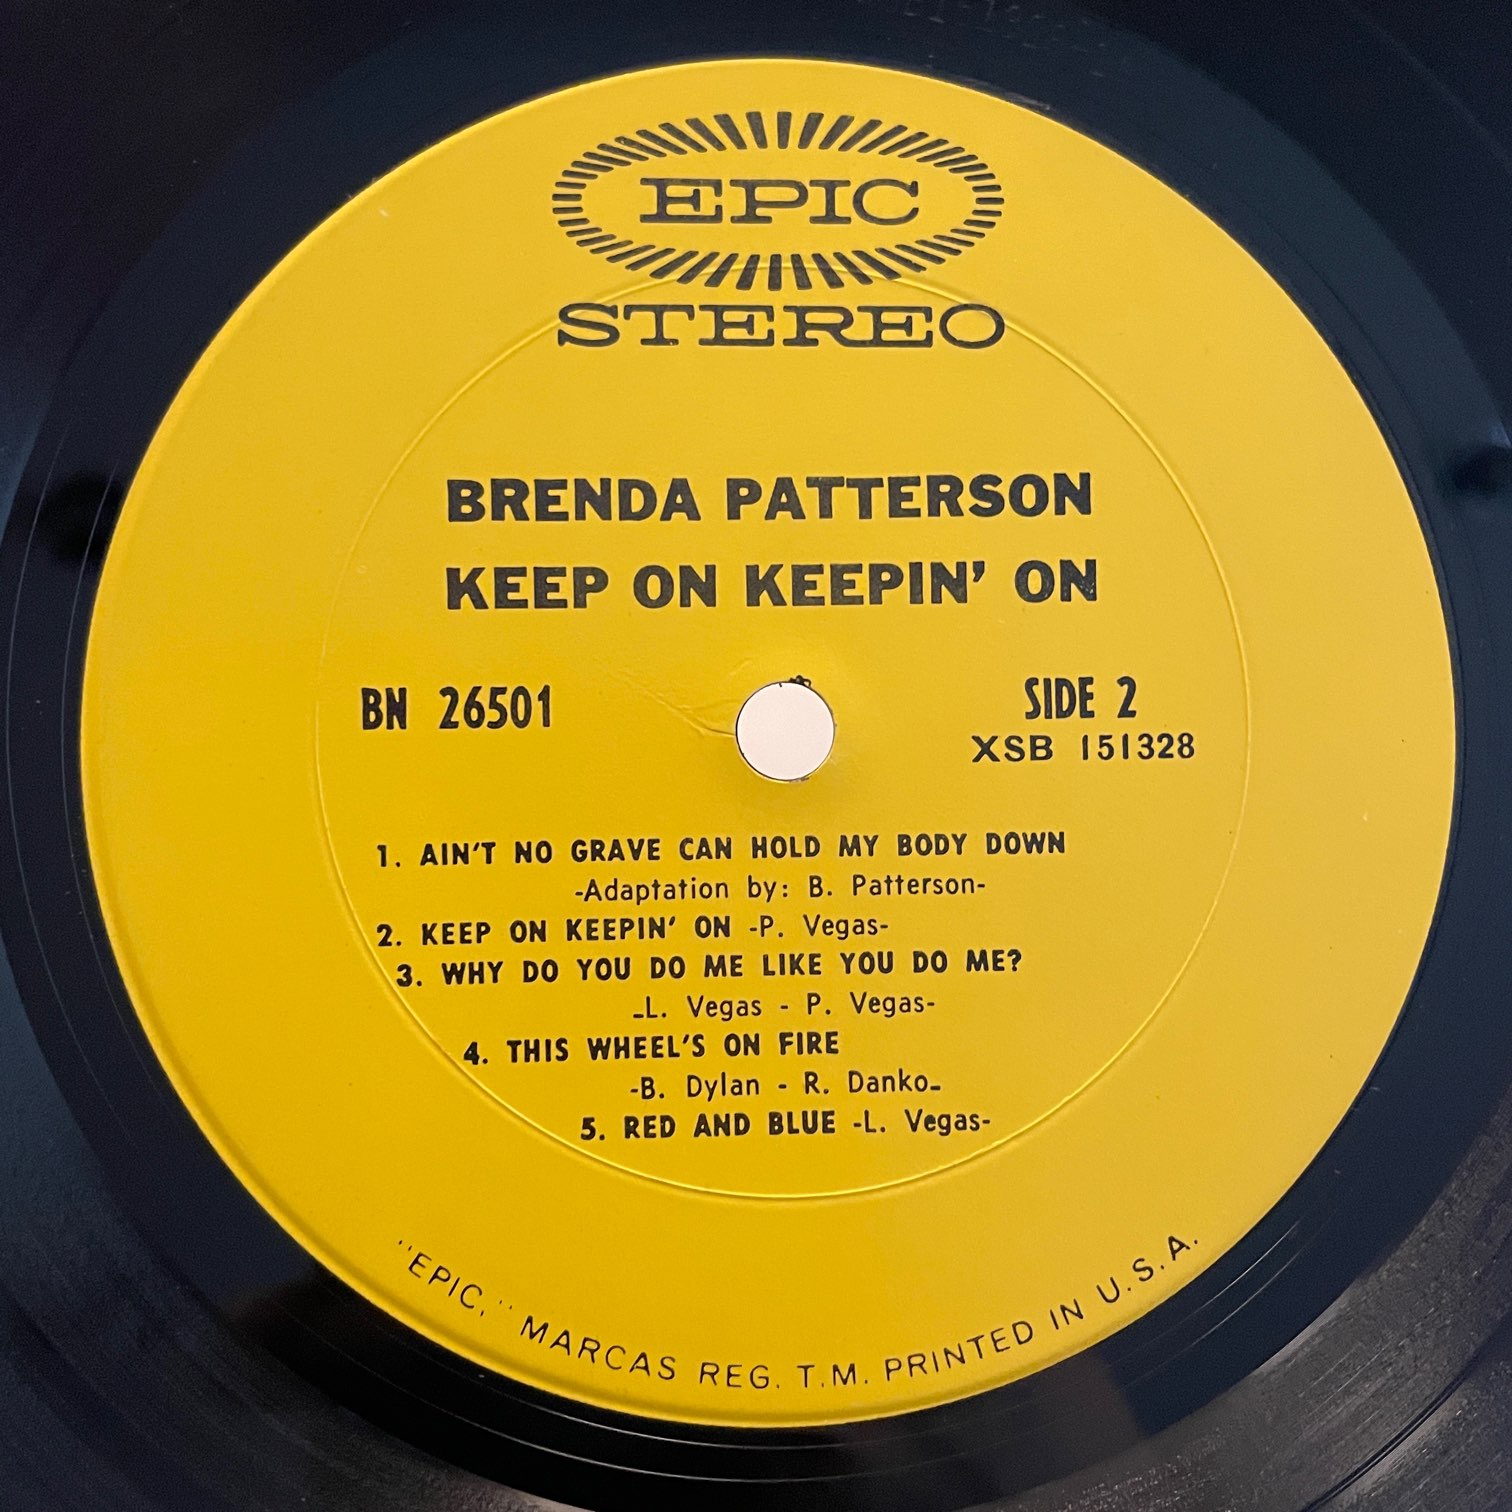 EPIC
STEREO
BRENDA PATTERSON
KEEP ON KEEPIN' ON
BN 26501
SIDE 2
XSB 151328
1. AIN'T NO GRAVE CAN HOLD MY BODY DOWN
-Adaptation by: B. Patterson-
2. KEEP ON KEEPIN' ON -P. Vegas-
3. WHY DO YOU DO ME LIKE YOU DO ME?
-L. Vegas - P. Vegas-
4. THIS WHEEL'S ON FIRE
-B. Dylan - R. Danko-
5. RED AND BLUE -L. Vegas-
"EPIC," MARCAS REG. T.M. PRINTED IN U.S.A.